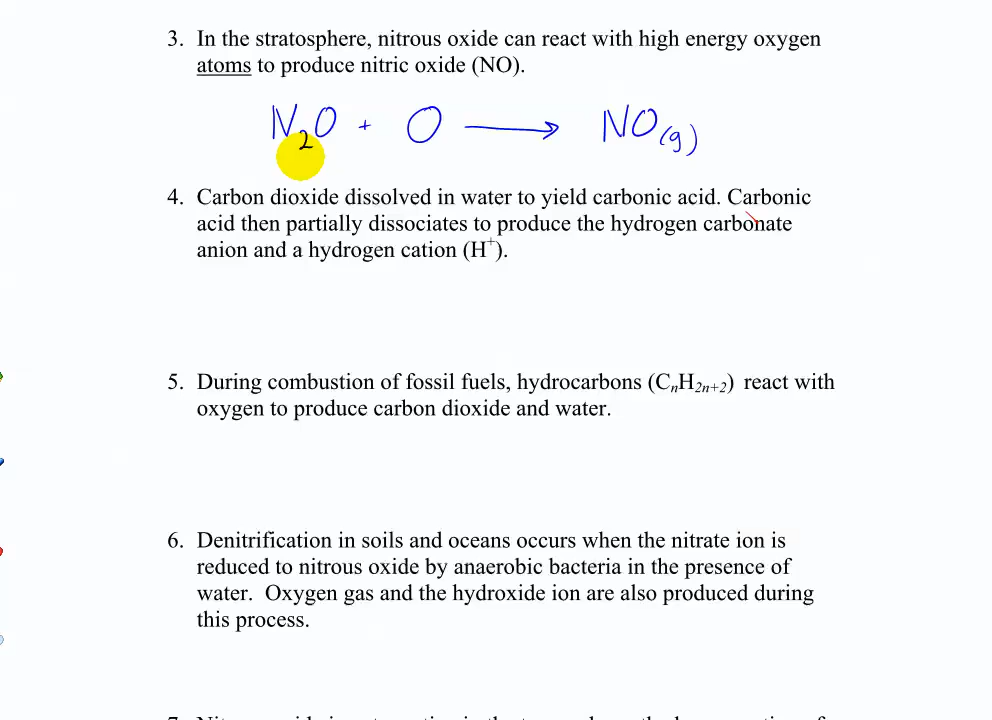 3. In the stratosphere, nitrous oxide can react with high energy oxygen
atoms to produce nitric oxide (NO).
N₂O + O → NO(g)
4. Carbon dioxide dissolved in water to yield carbonic acid. Carbonic
acid then partially dissociates to produce the hydrogen carbonate
anion and a hydrogen cation (H⁺).
5. During combustion of fossil fuels, hydrocarbons (CₙH₂ₙ₊₂) react with
oxygen to produce carbon dioxide and water.
6. Denitrification in soils and oceans occurs when the nitrate ion is
reduced to nitrous oxide by anaerobic bacteria in the presence of
water. Oxygen gas and the hydroxide ion are also produced during
this process.